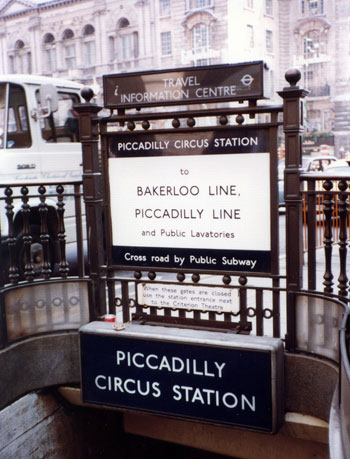 TRAVEL
i INFORMATION CENTRE
PICCADILLY CIRCUS STATION
to
BAKERLOO LINE,
PICCADILLY LINE
and Public Lavatories
Cross road by Public Subway
When these gates are closed
use the station entrance next
to the Criterion Theatre
PICCADILLY
CIRCUS STATION